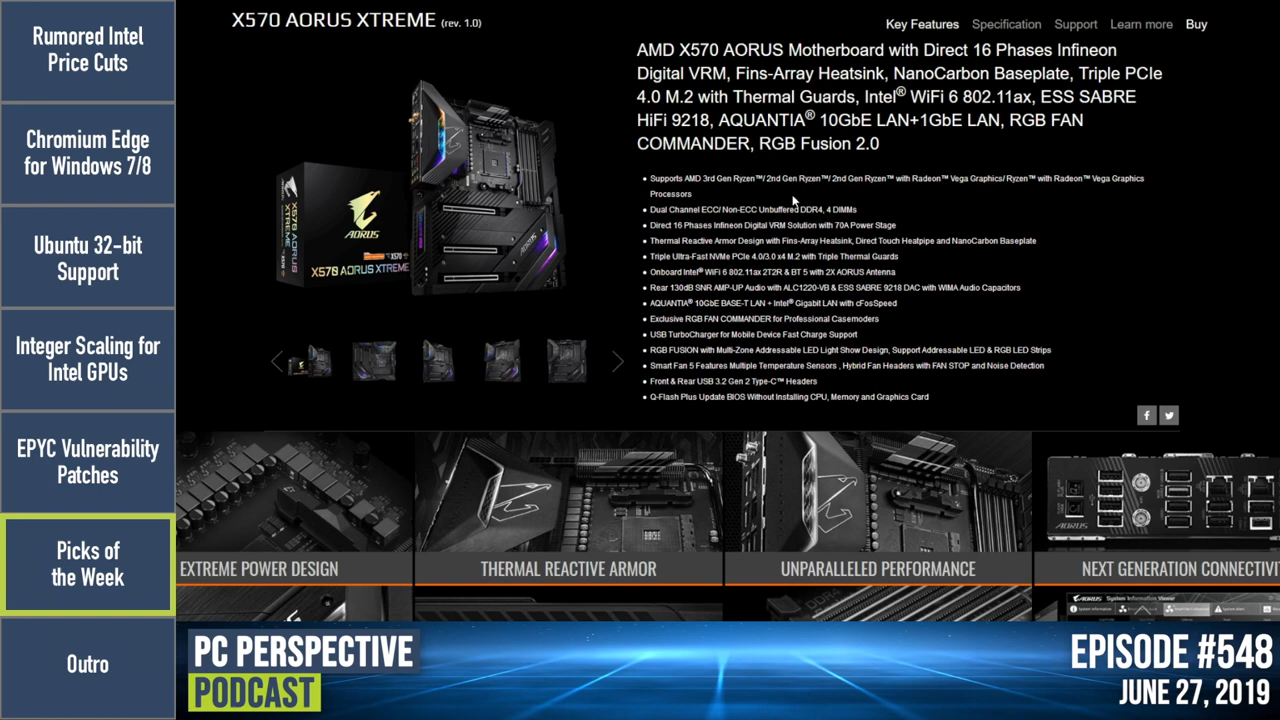 Rumored Intel
Price Cuts
Chromium Edge
for Windows 7/8
Ubuntu 32-bit
Support
Integer Scaling for
Intel GPUs
EPYC Vulnerability
Patches
Picks of
the Week
Outro
X570 AORUS XTREME (rev. 1.0)
Key Features Specification Support Learn more Buy
AMD X570 AORUS Motherboard with Direct 16 Phases Infineon
Digital VRM, Fins-Array Heatsink, NanoCarbon Baseplate, Triple PCIe
4.0 M.2 with Thermal Guards, Intel® WiFi 6 802.11ax, ESS SABRE
HiFi 9218, AQUANTIA® 10GbE LAN+1GbE LAN, RGB FAN
COMMANDER, RGB Fusion 2.0
Supports AMD 3rd Gen Ryzen™/ 2nd Gen Ryzen™/ 2nd Gen Ryzen™ with Radeon™ Vega Graphics/ Ryzen™ with Radeon™ Vega Graphics
Processors
Dual Channel ECC/ Non-ECC Unbuffered DDR4, 4 DIMMs
Direct 16 Phases Infineon Digital VRM Solution with 70A Power Stage
Thermal Reactive Armor Design with Fins-Array Heatsink, Direct Touch Heatpipe and NanoCarbon Baseplate
Triple Ultra-Fast NVMe PCIe 4.0/3.0 x4 M.2 with Triple Thermal Guards
Onboard Intel® WiFi 6 802.11ax 2T2R & BT 5 with 2X AORUS Antenna
Rear 130dB SNR AMP-UP Audio with ALC1220-VB & ESS SABRE 9218 DAC with WIMA Audio Capacitors
AQUANTIA® 10GbE BASE-T LAN + Intel® Gigabit LAN with cFosSpeed
Exclusive RGB FAN COMMANDER for Professional Casemoders
USB TurboCharger for Mobile Device Fast Charge Support
RGB FUSION with Multi-Zone Addressable LED Light Show Design, Support Addressable LED & RGB LED Strips
Smart Fan 5 Features Multiple Temperature Sensors , Hybrid Fan Headers with FAN STOP and Noise Detection
Front & Rear USB 3.2 Gen 2 Type-C™ Headers
Q-Flash Plus Update BIOS Without Installing CPU, Memory and Graphics Card
X570 AORUS XTREME
AORUS
X570
X570 AORUS XTREME
AORUS
EXTREME POWER DESIGN
THERMAL REACTIVE ARMOR
UNPARALLELED PERFORMANCE
NEXT GENERATION CONNECTIVI
AORUS System Information Viewer
PC PERSPECTIVE
PODCAST
EPISODE #548
JUNE 27, 2019